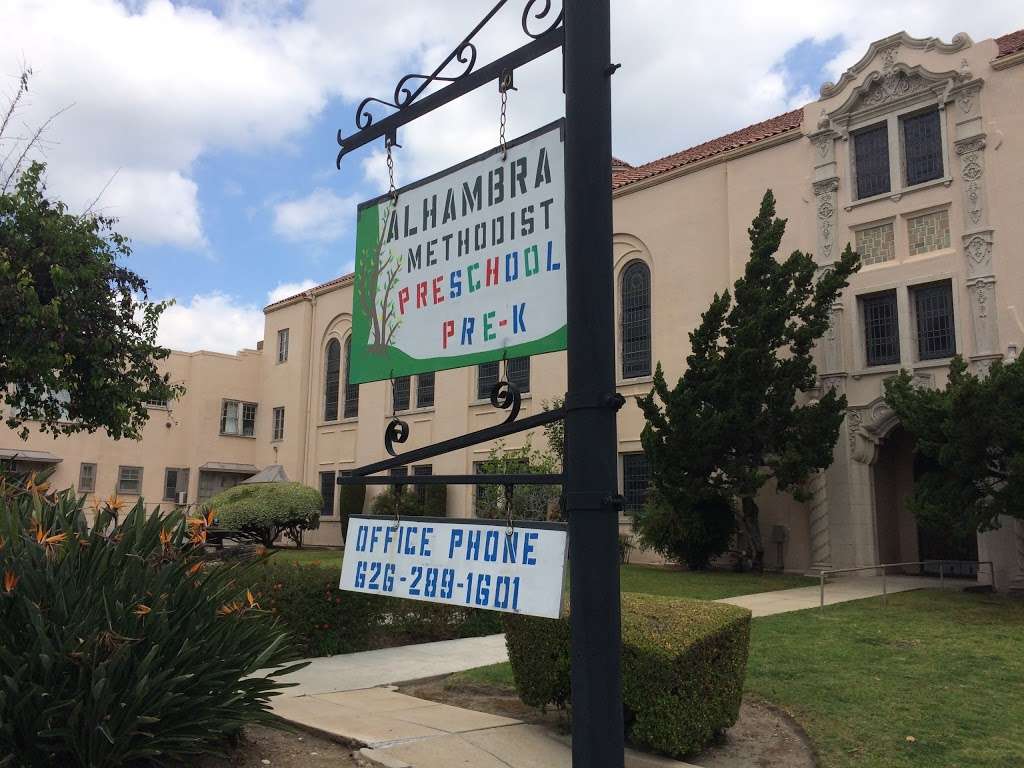 ALHAMBRA
METHODIST
PRESCHOOL
PRE-K
OFFICE PHONE
626-289-1601